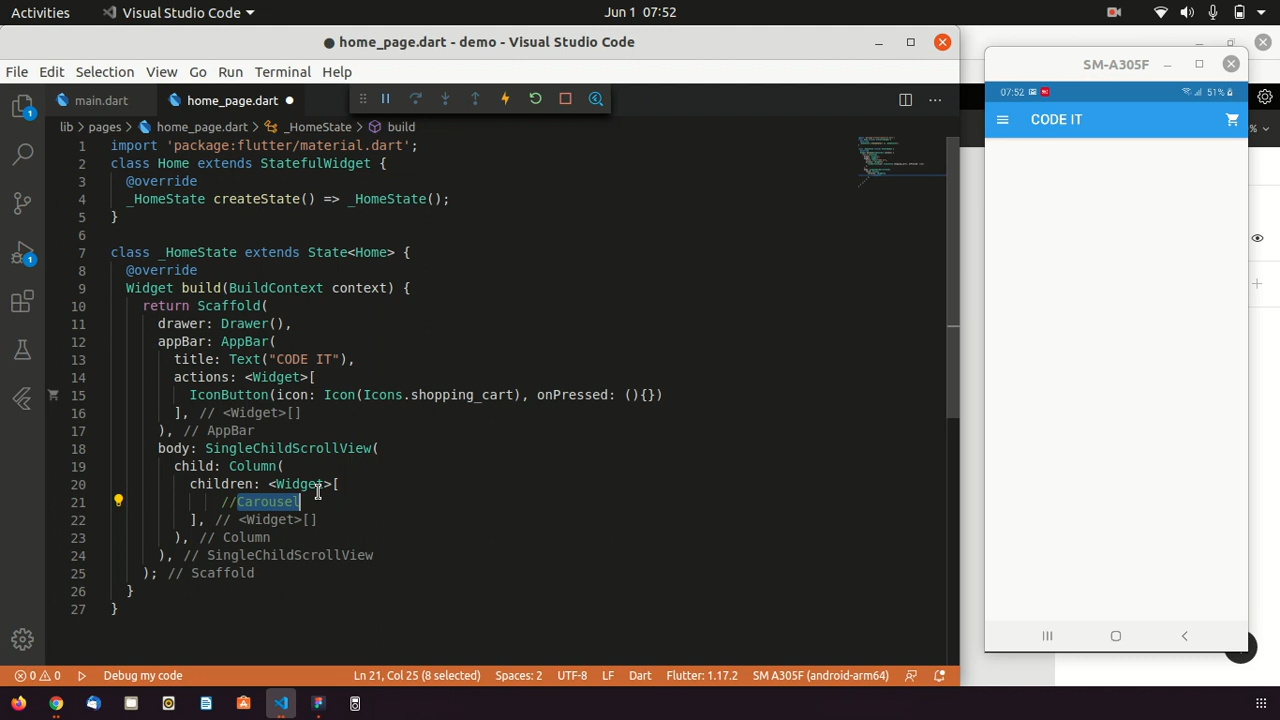 Activities
Visual Studio Code
Jun 1 07:52
home_page.dart - demo - Visual Studio Code
File Edit Selection View Go Run Terminal Help
main.dart
home_page.dart
lib > pages > home_page.dart > _HomeState > build
1 import 'package:flutter/material.dart';
2 class Home extends StatefulWidget {
3 @override
4 _HomeState createState() => _HomeState();
5 }
6
7 class _HomeState extends State<Home> {
8 @override
9 Widget build(BuildContext context) {
10 return Scaffold(
11 drawer: Drawer(),
12 appBar: AppBar(
13 title: Text("CODE IT"),
14 actions: <Widget>[
15 IconButton(icon: Icon(Icons.shopping_cart), onPressed: (){})
16 ], // <Widget>[]
17 ), // AppBar
18 body: SingleChildScrollView(
19 child: Column(
20 children: <Widget>[
21 //Carousel
22 ], // <Widget>[]
23 ), // Column
24 ), // SingleChildScrollView
25 ); // Scaffold
26 }
27 }
1
1
0 0
Debug my code
Ln 21, Col 25 (8 selected)
Spaces: 2
UTF-8
LF
Dart
Flutter: 1.17.2
SM A305F (android-arm64)
SM-A305F
07:52
51%
CODE IT
%